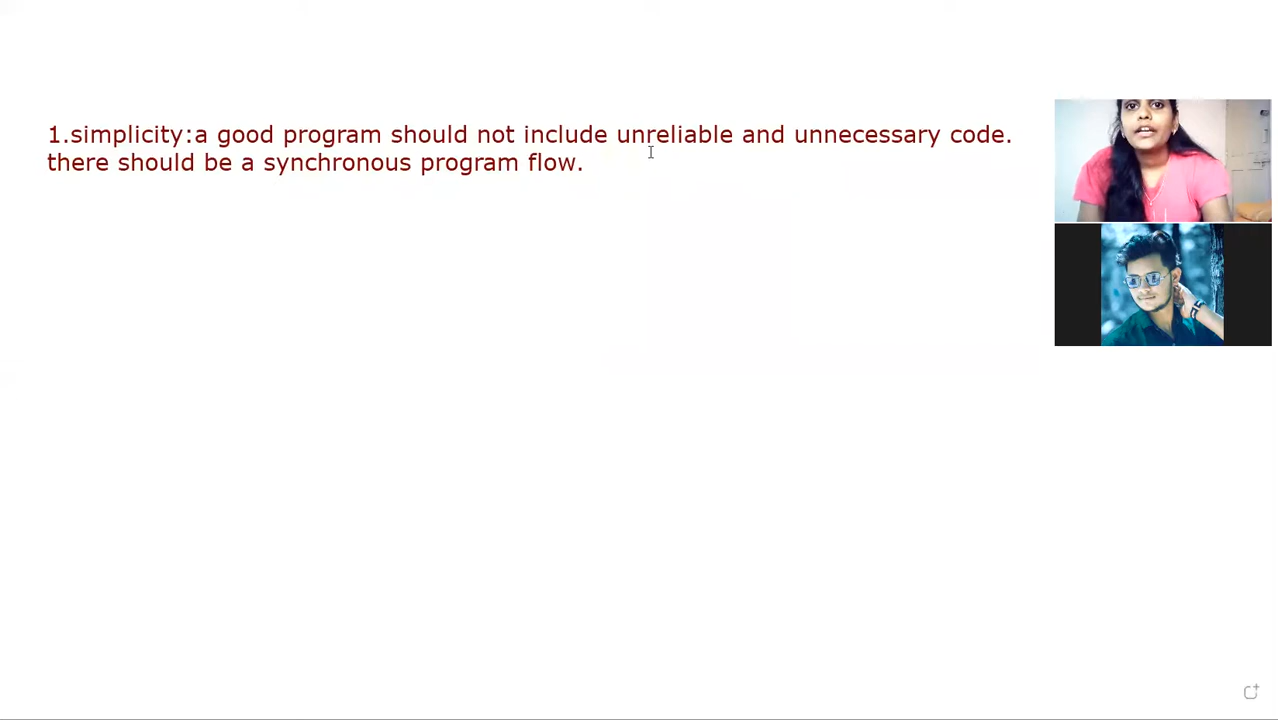 1.simplicity:a good program should not include unreliable and unnecessary code.
there should be a synchronous program flow.